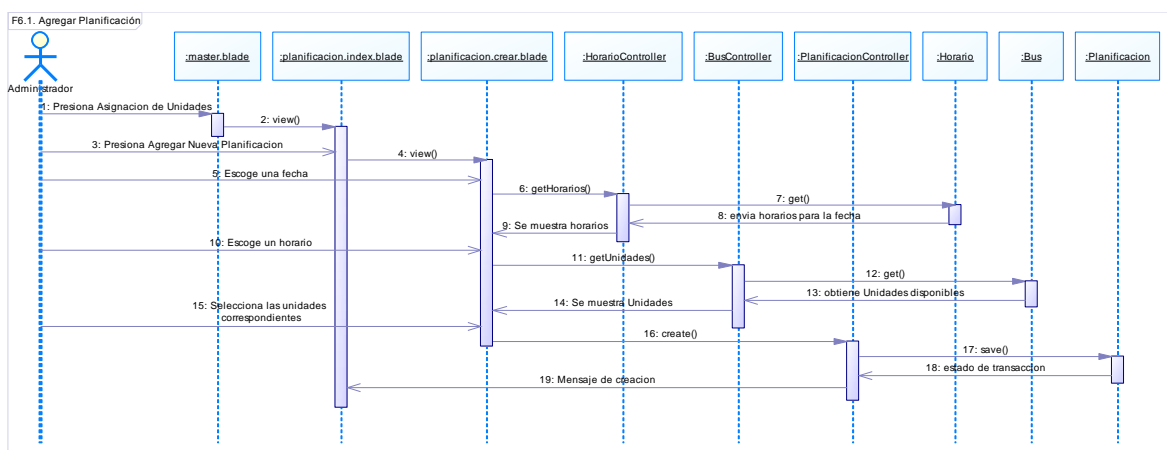 F6.1. Agregar Planificación
:master.blade
:planificacion.index.blade
:planificacion.crear.blade
:HorarioController
:BusController
:PlanificacionController
:Horario
:Bus
:Planificacion
Administrador
1: Presiona Asignacion de Unidades
2: view()
3: Presiona Agregar Nueva Planificacion
4: view()
5: Escoge una fecha
6: getHorarios()
7: get()
8: envia horarios para la fecha
9: Se muestra horarios
10: Escoge un horario
11: getUnidades()
12: get()
13: obtiene Unidades disponibles
14: Se muestra Unidades
15: Selecciona las unidades
correspondientes
16: create()
17: save()
18: estado de transaccion
19: Mensaje de creacion